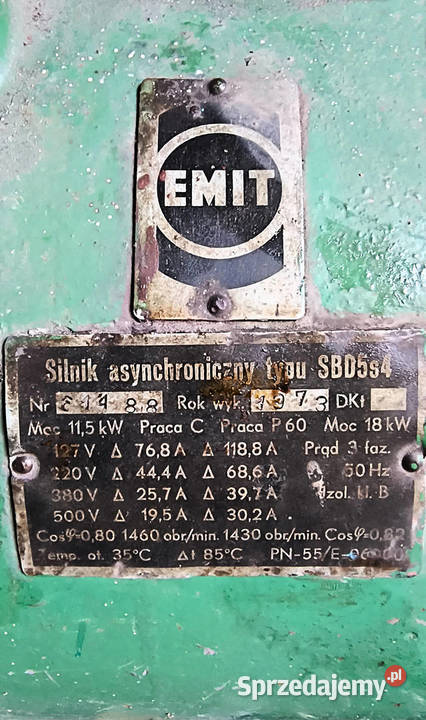 EMIT
Silnik asynchroniczny typu SBD5s4
Nr 61488 Rok wyk. 1973 DKt
Moc 11,5 kW Praca C Praca P 60 Moc 18 kW
127 V Δ 76,8 A Δ 118,8 A Prąd 3 faz.
220 V Δ 44,4 A Δ 68,6 A 50 Hz
380 V Δ 25,7 A Δ 39,7 A Izol. kl. B
500 V Δ 19,5 A Δ 30,2 A
Cosφ=0,80 1460 obr/min. 1430 obr/min. Cosφ=0,82
Temp. ot. 35°C Δt 85°C PN-55/E-06000
Sprzedajemy.pl